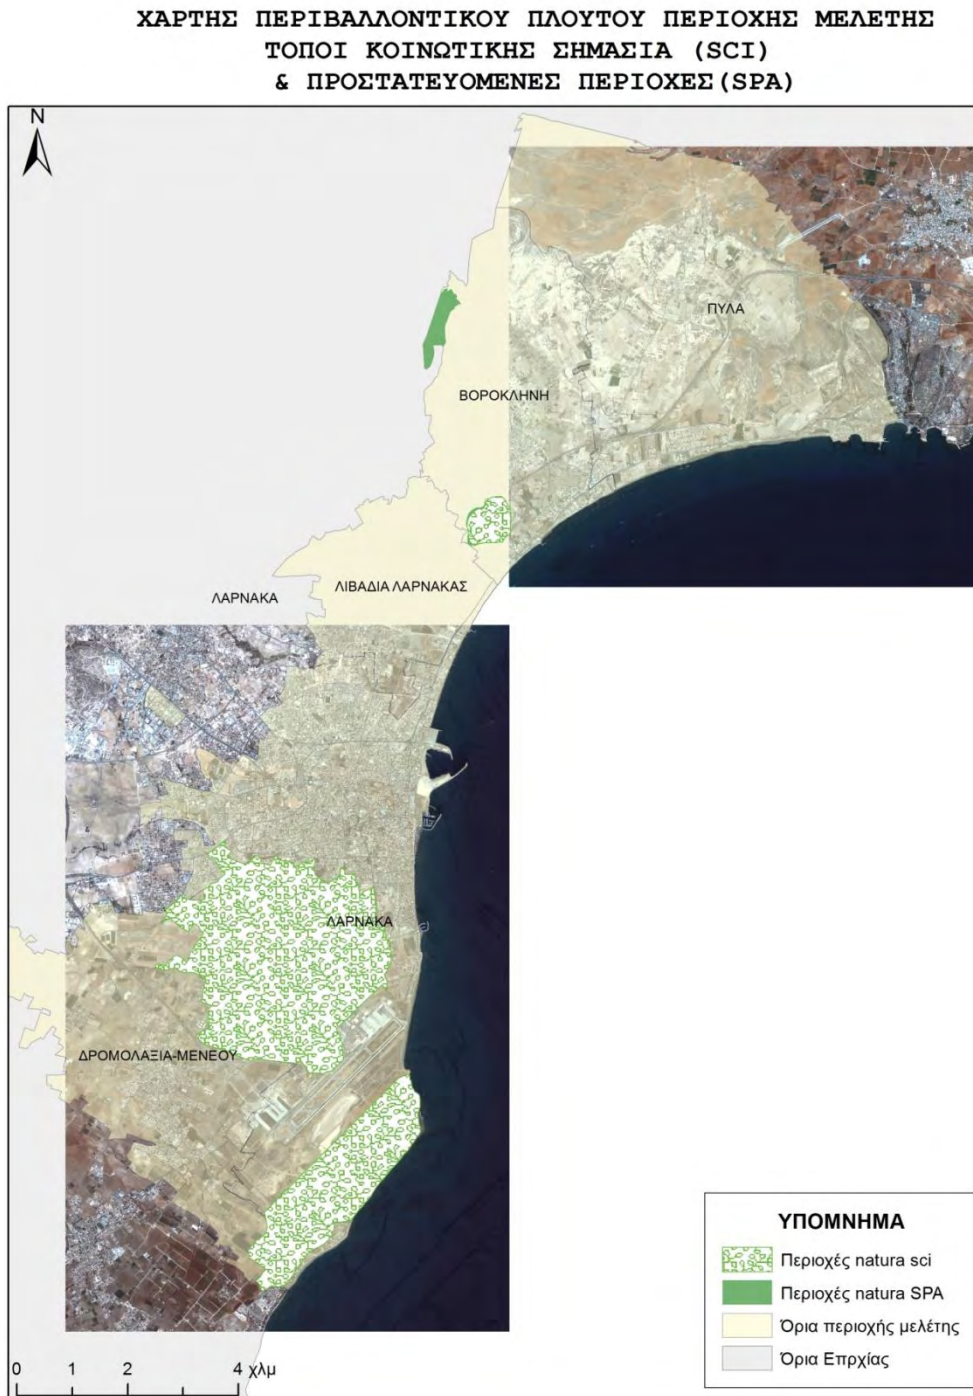 ΧΑΡΤΗΣ ΠΕΡΙΒΑΛΛΟΝΤΙΚΟΥ ΠΛΟΥΤΟΥ ΠΕΡΙΟΧΗΣ ΜΕΛΕΤΗΣ
ΤΟΠΟΙ ΚΟΙΝΩΤΙΚΗΣ ΣΗΜΑΣΙΑ (SCI)
& ΠΡΟΣΤΑΤΕΥΟΜΕΝΕΣ ΠΕΡΙΟΧΕΣ(SPA)
N
ΠΥΛΑ
ΒΟΡΟΚΛΗΝΗ
ΛΙΒΑΔΙΑ ΛΑΡΝΑΚΑΣ
ΛΑΡΝΑΚΑ
ΛΑΡΝΑΚΑ
ΔΡΟΜΟΛΑΞΙΑ-ΜΕΝΕΟΥ
ΥΠΟΜΝΗΜΑ
Περιοχές natura sci
Περιοχές natura SPA
Όρια περιοχής μελέτης
Όρια Επρχίας
0 1 2 4 χλμ